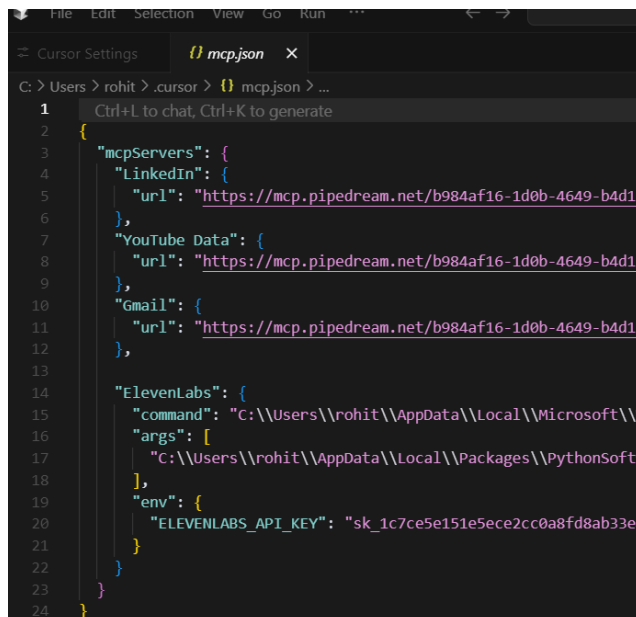 File Edit Selection View Go Run ... ← →
Cursor Settings {} mcp.json ×
C: > Users > rohit > .cursor > {} mcp.json > ...
1 Ctrl+L to chat, Ctrl+K to generate
2 {
3 "mcpServers": {
4 "LinkedIn": {
5 "url": "https://mcp.pipedream.net/b984af16-1d0b-4649-b4d1
6 },
7 "YouTube Data": {
8 "url": "https://mcp.pipedream.net/b984af16-1d0b-4649-b4d1
9 },
10 "Gmail": {
11 "url": "https://mcp.pipedream.net/b984af16-1d0b-4649-b4d1
12 },
13
14 "ElevenLabs": {
15 "command": "C:\\Users\\rohit\\AppData\\Local\\Microsoft\\
16 "args": [
17 "C:\\Users\\rohit\\AppData\\Local\\Packages\\PythonSoft
18 ],
19 "env": {
20 "ELEVENLABS_API_KEY": "sk_1c7ce5e151e5ece2cc0a8fd8ab33e
21 }
22 }
23 }
24 }